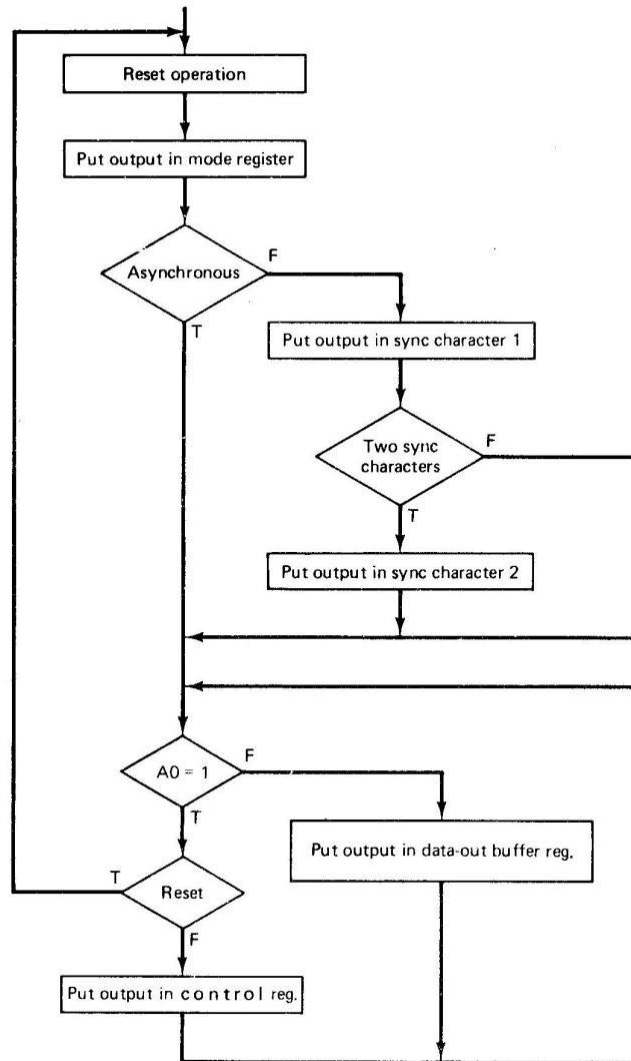 Reset operation
Put output in mode register
Asynchronous
F
T
Put output in sync character 1
Two sync
characters
F
T
Put output in sync character 2
A0 = 1
F
T
Put output in data-out buffer reg.
T
Reset
F
Put output in control reg.